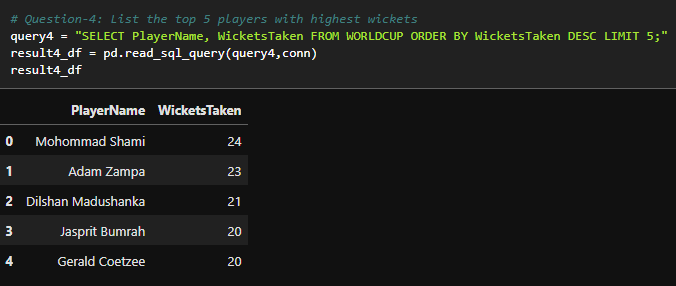 # Question-4: List the top 5 players with highest wickets
query4 = "SELECT PlayerName, WicketsTaken FROM WORLDCUP ORDER BY WicketsTaken DESC LIMIT 5;"
result4_df = pd.read_sql_query(query4,conn)
result4_df
PlayerName WicketsTaken
0 Mohommad Shami 24
1 Adam Zampa 23
2 Dilshan Madushanka 21
3 Jasprit Bumrah 20
4 Gerald Coetzee 20